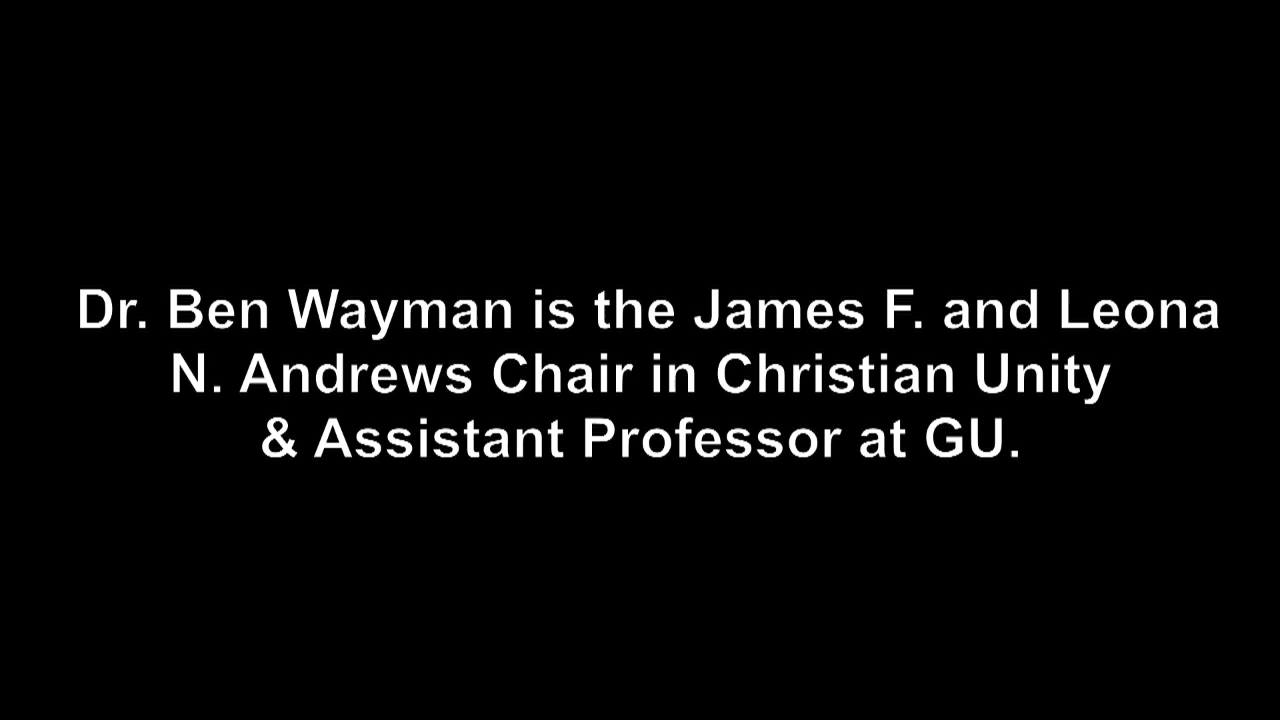 Dr. Ben Wayman is the James F. and Leona
N. Andrews Chair in Christian Unity
& Assistant Professor at GU.